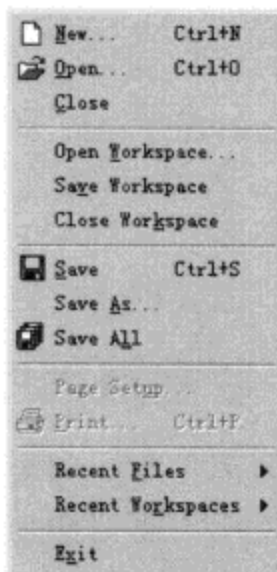 New... Ctrl+N
Open... Ctrl+O
Close
Open Workspace...
Save Workspace
Close Workspace
Save Ctrl+S
Save As...
Save All
Page Setup...
Print... Ctrl+P
Recent Files
Recent Workspaces
Exit